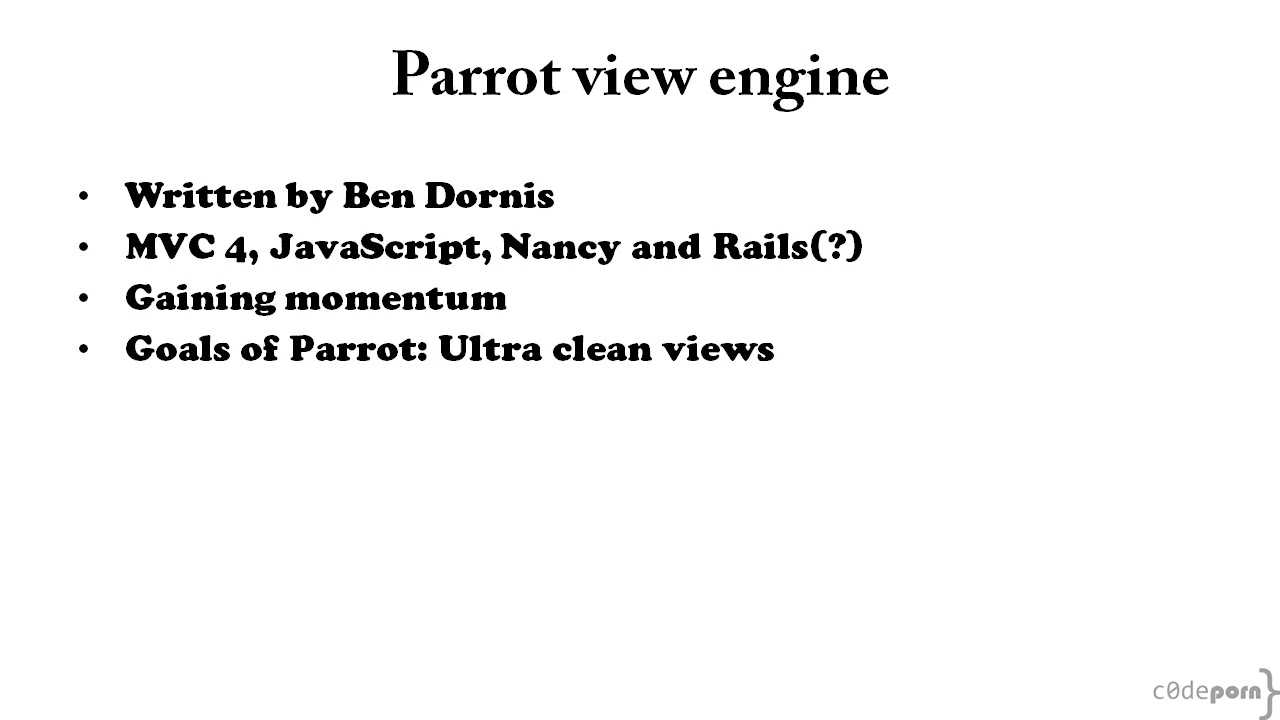 Parrot view engine
• Written by Ben Dornis
• MVC 4, JavaScript, Nancy and Rails(?)
• Gaining momentum
• Goals of Parrot: Ultra clean views
c0deporn}